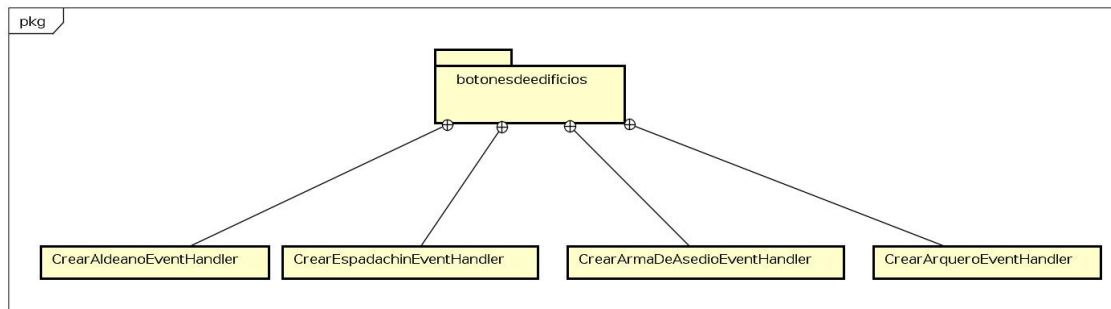 pkg
botonesdeedificios
CrearAldeanoEventHandler
CrearEspadachinEventHandler
CrearArmaDeAsedioEventHandler
CrearArqueroEventHandler